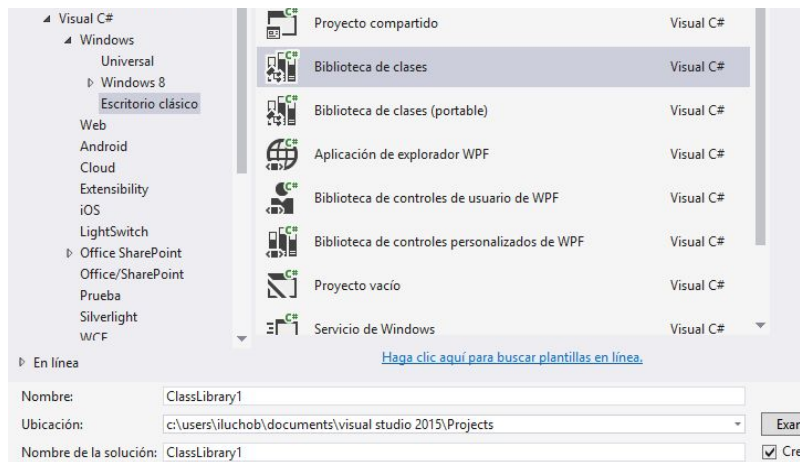 Visual C#
Windows
Universal
Windows 8
Escritorio clásico
Web
Android
Cloud
Extensibility
iOS
LightSwitch
Office SharePoint
Office/SharePoint
Prueba
Silverlight
WCF
En línea
C# Proyecto compartido Visual C#
C# Biblioteca de clases Visual C#
C# Biblioteca de clases (portable) Visual C#
C# Aplicación de explorador WPF Visual C#
C# Biblioteca de controles de usuario de WPF Visual C#
C# Biblioteca de controles personalizados de WPF Visual C#
C# Proyecto vacío Visual C#
C# Servicio de Windows Visual C#
Haga clic aquí para buscar plantillas en línea.
Nombre: ClassLibrary1
Ubicación: c:\users\iluchob\documents\visual studio 2015\Projects Exar
Nombre de la solución: ClassLibrary1 Cre